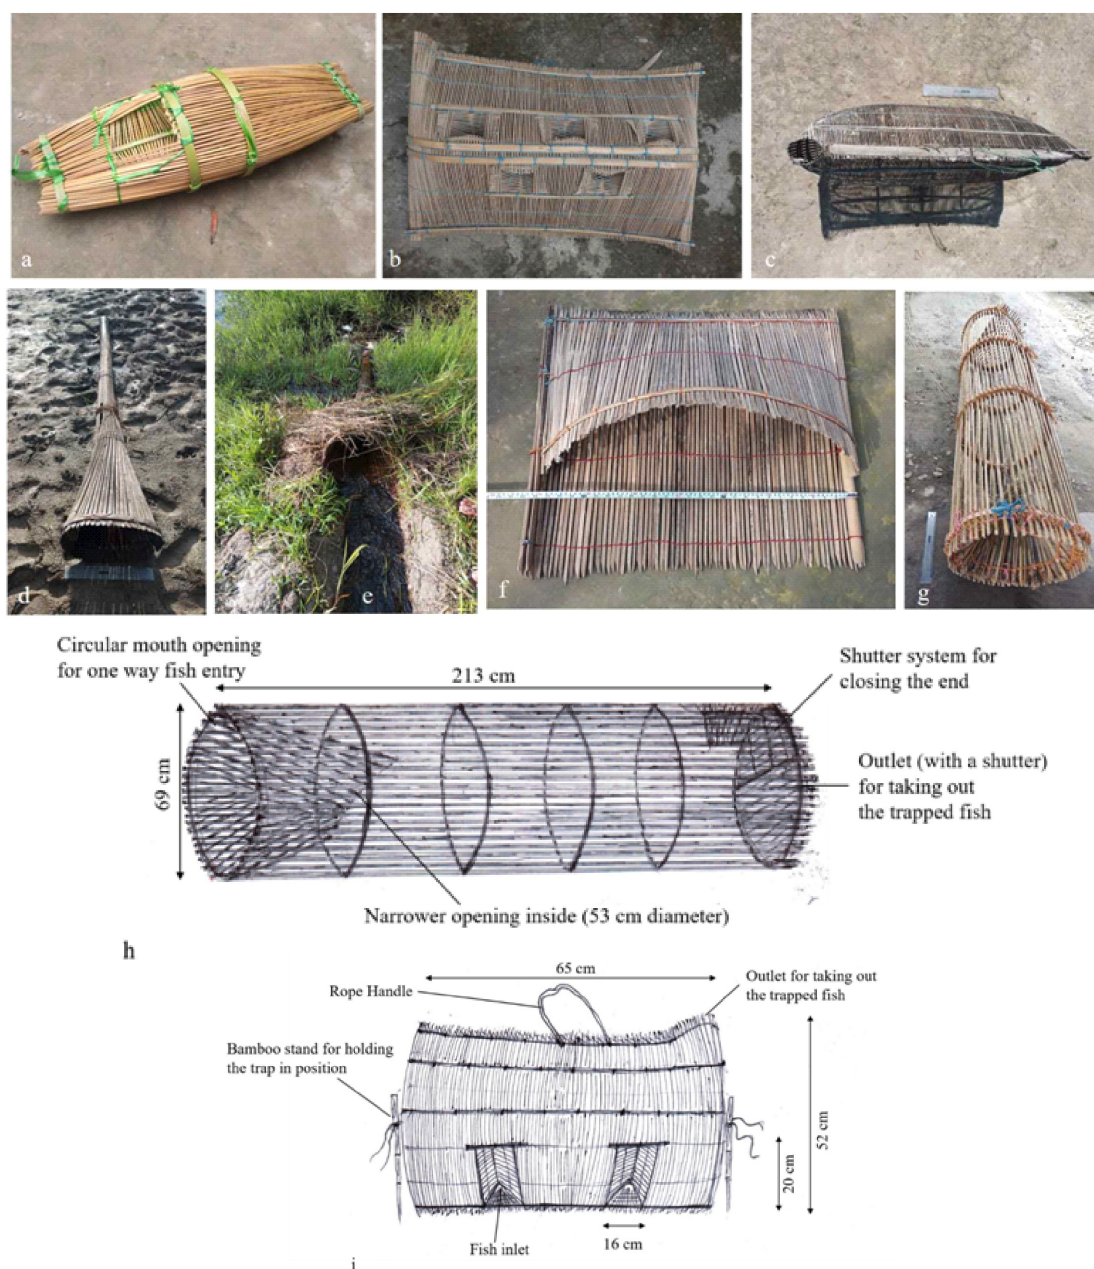 a
b
c
d
e
f
g
Circular mouth opening
for one way fish entry
213 cm
Shutter system for
closing the end
69 cm
Outlet (with a shutter)
for taking out
the trapped fish
Narrower opening inside (53 cm diameter)
h
65 cm
Rope Handle
Outlet for taking out
the trapped fish
Bamboo stand for holding
the trap in position
52 cm
20 cm
16 cm
Fish inlet
i